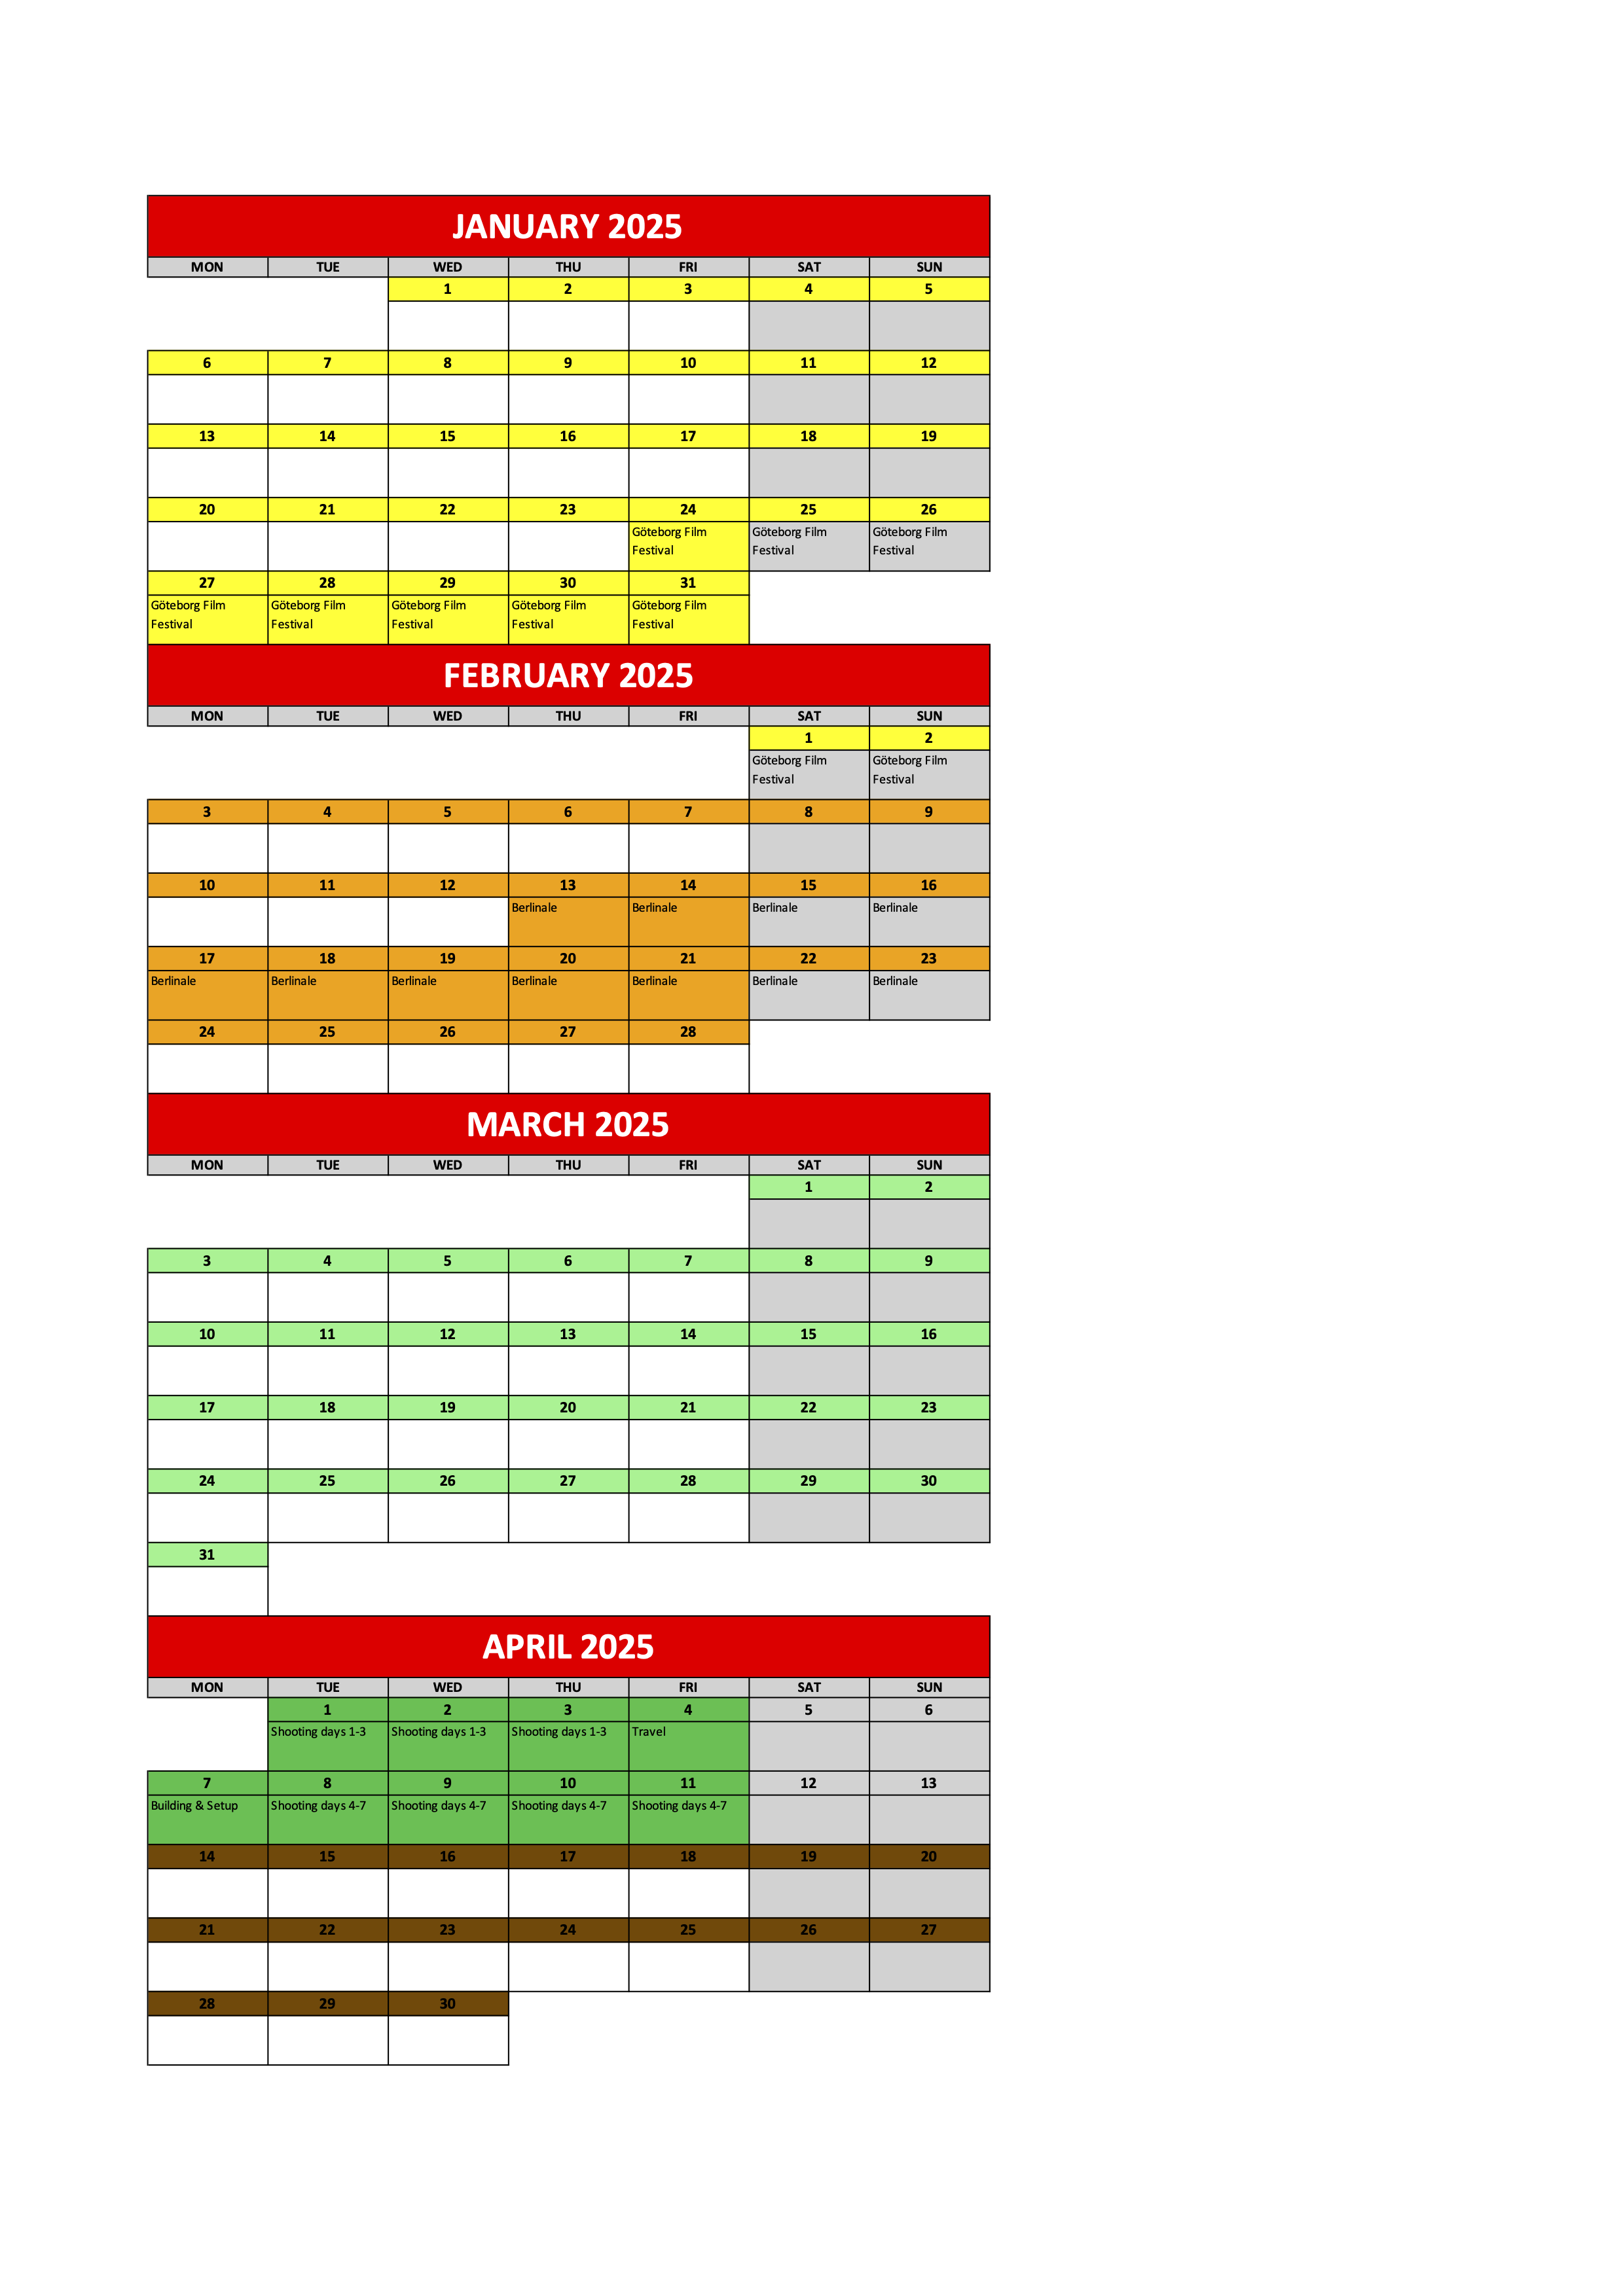 JANUARY 2025
MON TUE WED THU FRI SAT SUN
1 2 3 4 5
6 7 8 9 10 11 12
13 14 15 16 17 18 19
20 21 22 23 24 25 26
Göteborg Film Göteborg Film Göteborg Film
Festival Festival Festival
27 28 29 30 31
Göteborg Film Göteborg Film Göteborg Film Göteborg Film Göteborg Film
Festival Festival Festival Festival Festival
FEBRUARY 2025
MON TUE WED THU FRI SAT SUN
1 2
Göteborg Film Göteborg Film
Festival Festival
3 4 5 6 7 8 9
10 11 12 13 14 15 16
Berlinale Berlinale Berlinale Berlinale
17 18 19 20 21 22 23
Berlinale Berlinale Berlinale Berlinale Berlinale Berlinale Berlinale
24 25 26 27 28
MARCH 2025
MON TUE WED THU FRI SAT SUN
1 2
3 4 5 6 7 8 9
10 11 12 13 14 15 16
17 18 19 20 21 22 23
24 25 26 27 28 29 30
31
APRIL 2025
MON TUE WED THU FRI SAT SUN
1 2 3 4 5 6
Shooting days 1-3 Shooting days 1-3 Shooting days 1-3 Travel
7 8 9 10 11 12 13
Building & Setup Shooting days 4-7 Shooting days 4-7 Shooting days 4-7 Shooting days 4-7
14 15 16 17 18 19 20
21 22 23 24 25 26 27
28 29 30